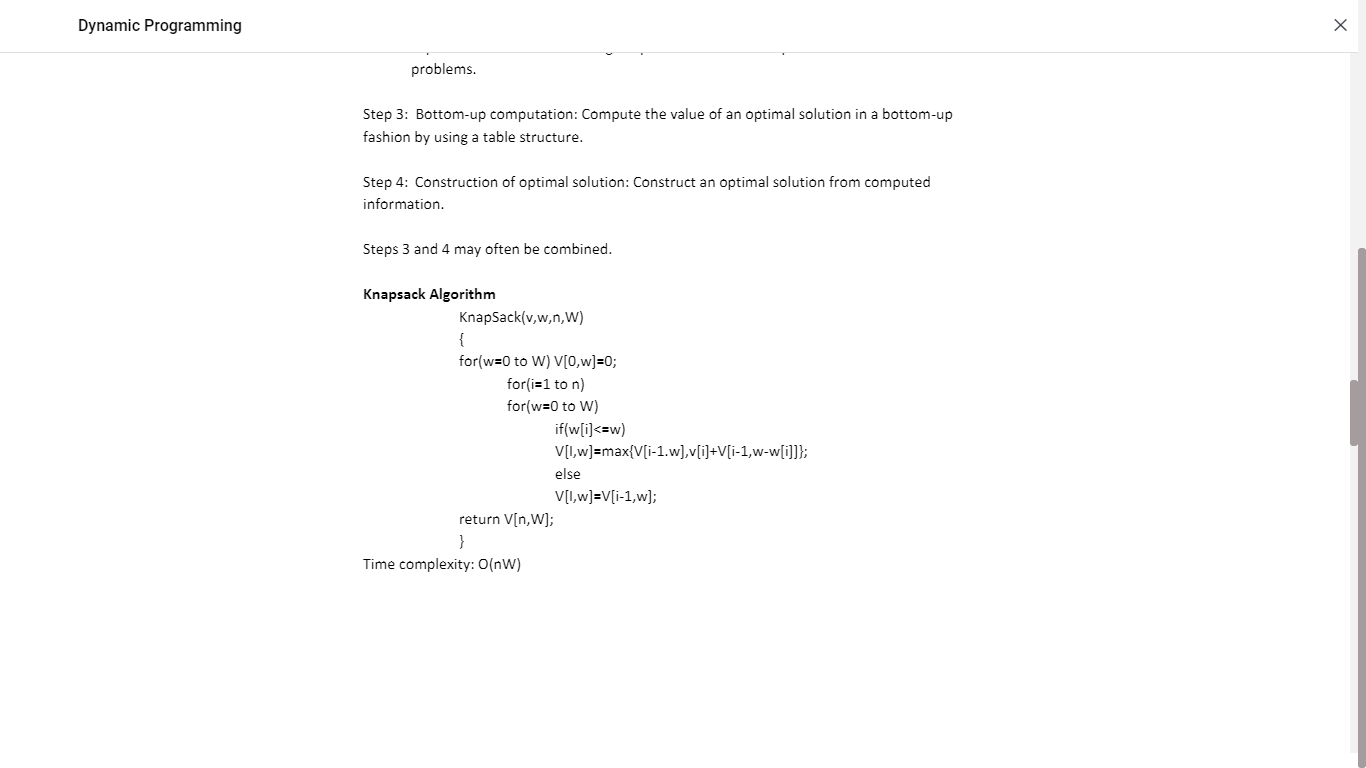 Dynamic Programming
problems.
Step 3: Bottom-up computation: Compute the value of an optimal solution in a bottom-up
fashion by using a table structure.
Step 4: Construction of optimal solution: Construct an optimal solution from computed
information.
Steps 3 and 4 may often be combined.
Knapsack Algorithm
KnapSack(v,w,n,W)
{
for(w=0 to W) V[0,w]=0;
for(i=1 to n)
for(w=0 to W)
if(w[i]<=w)
V[I,w]=max{V[i-1.w],v[i]+V[i-1,w-w[i]]};
else
V[I,w]=V[i-1,w];
return V[n,W];
}
Time complexity: O(nW)